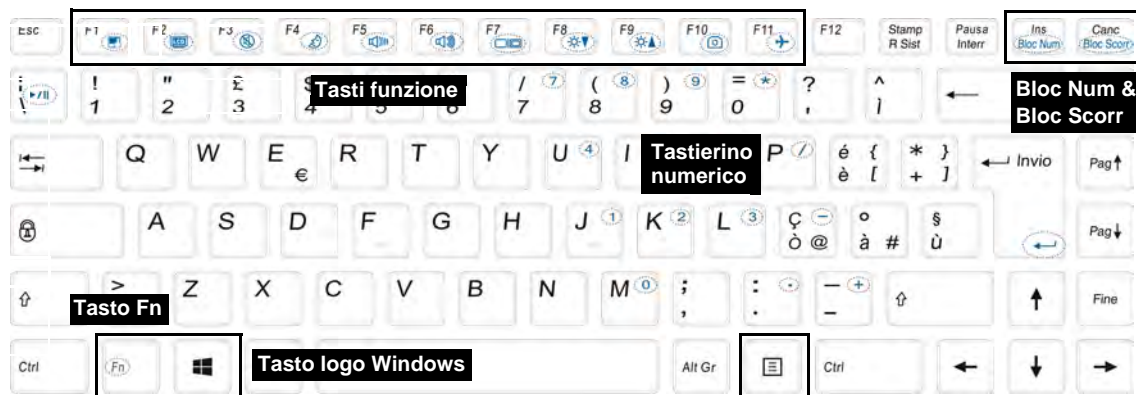 Esc F1 F2 F3 F4 F5 F6 F7 F8 F9 F10 F11 F12 Stamp R Sist Pausa Interr Ins Bloc Num Canc Bloc Scorr
! 1 " 2 £ 3 $ 4 5 6 / 7 7 ( 8 8 ) 9 9 = 0 * ? ' ^ ì ←
Tasti funzione
Bloc Num &
Bloc Scorr
Q W E € R T Y U 4 I P / é { è [ * } + ] ← Invio Pag↑
Tastierino
numerico
A S D F G H J 1 K 2 L 3 ç − ò @ ° à # § ù Pag↓
⇧ > Z X C V B N M 0 ; , : . . — + – ⇧ ↑ Fine
Tasto Fn
Ctrl Fn Alt Gr Ctrl ← ↓ →
Tasto logo Windows